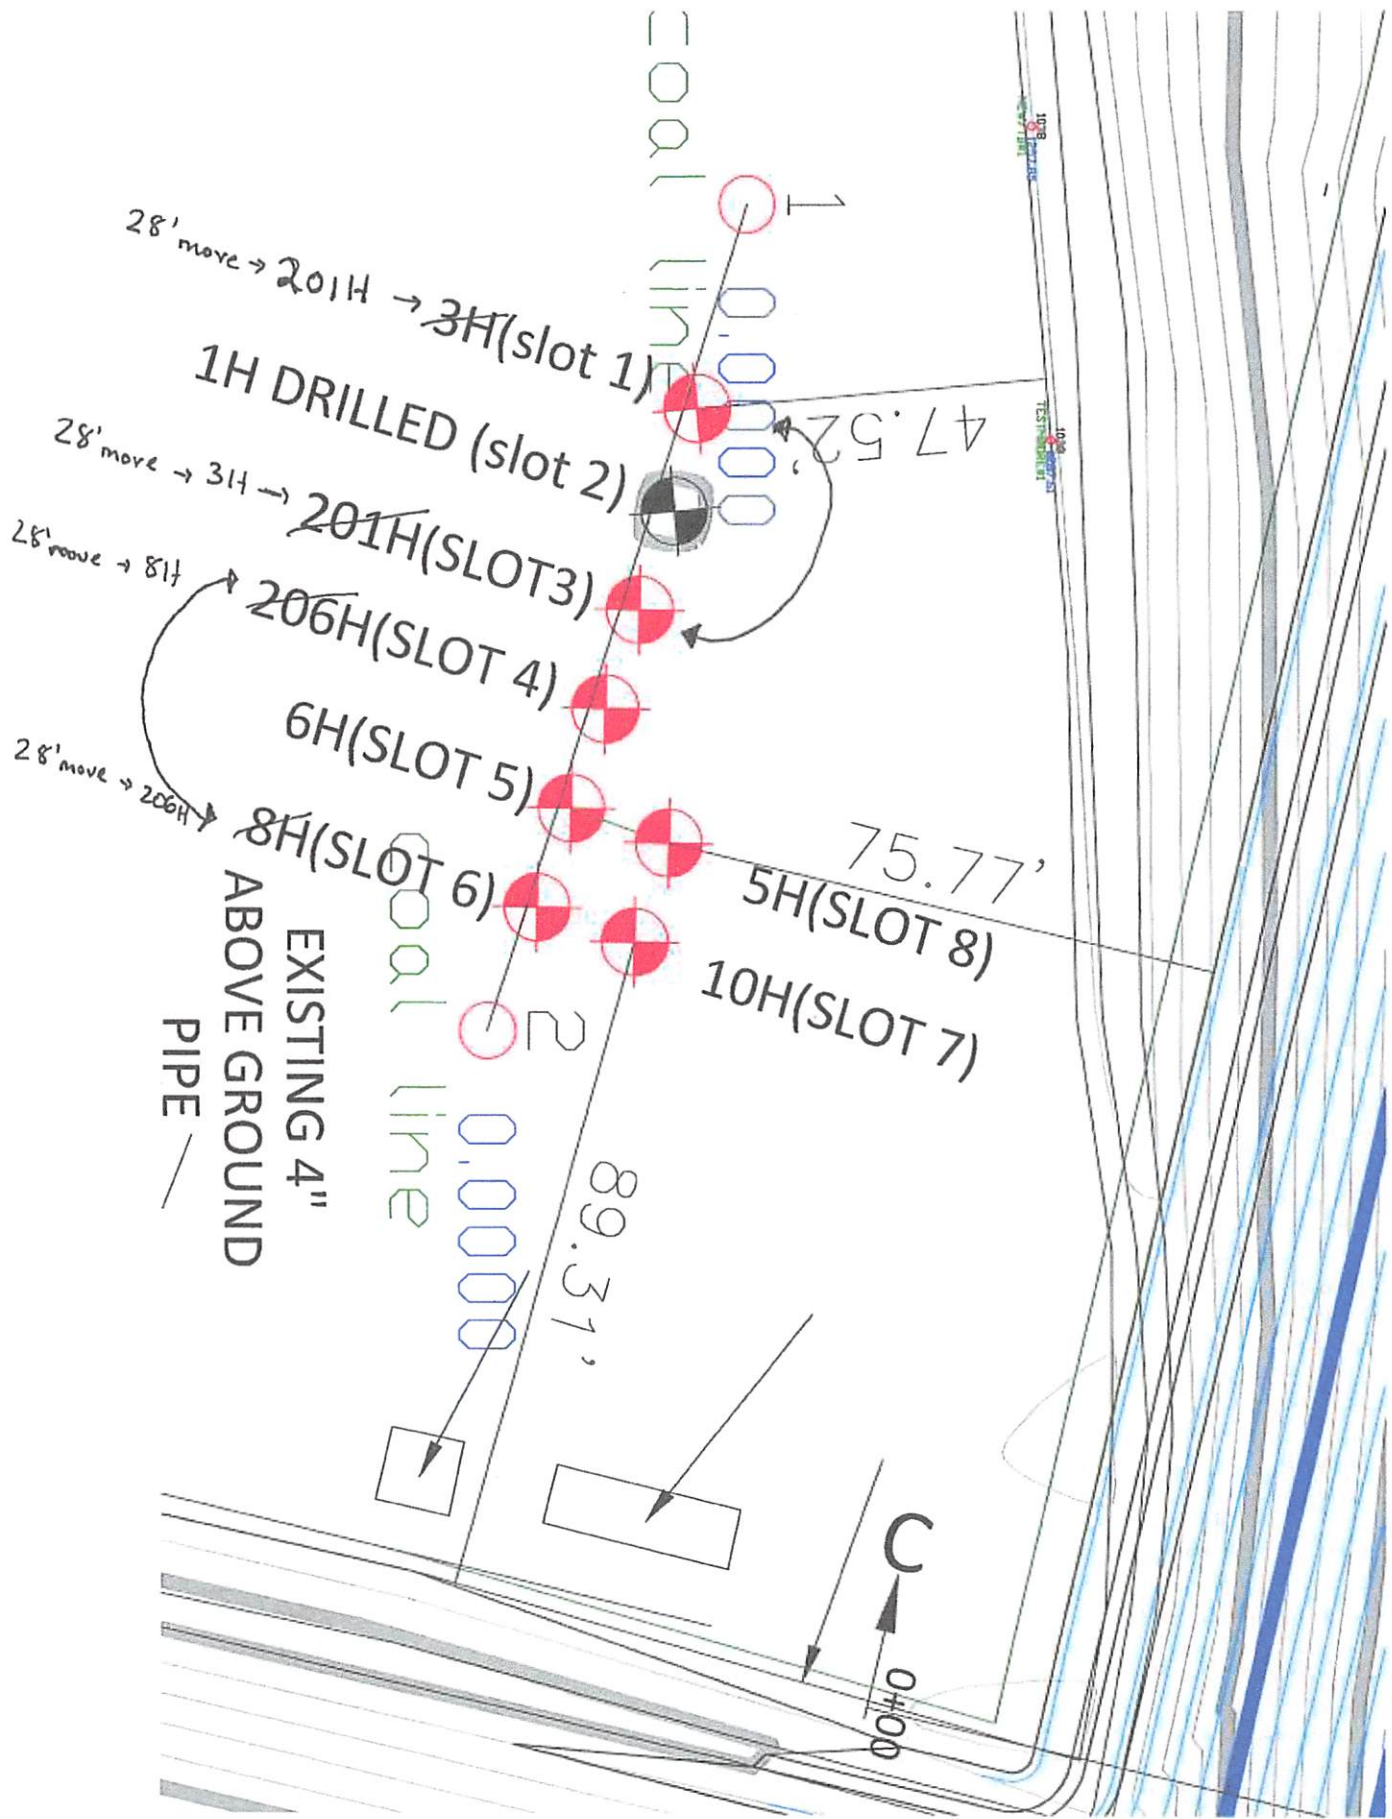 Coal line
1
0.0000
47.52'
28' move → 201H → 3H(slot 1)
1H DRILLED (slot 2)
28' move → 3H → 201H(SLOT3)
28' move → 8H
206H(SLOT 4)
6H(SLOT 5)
28' move → 206H
8H(SLOT 6)
75.77'
5H(SLOT 8)
10H(SLOT 7)
2
Coal line
0.0000
89.31'
EXISTING 4"
ABOVE GROUND
PIPE
C
0+00
1038
1039